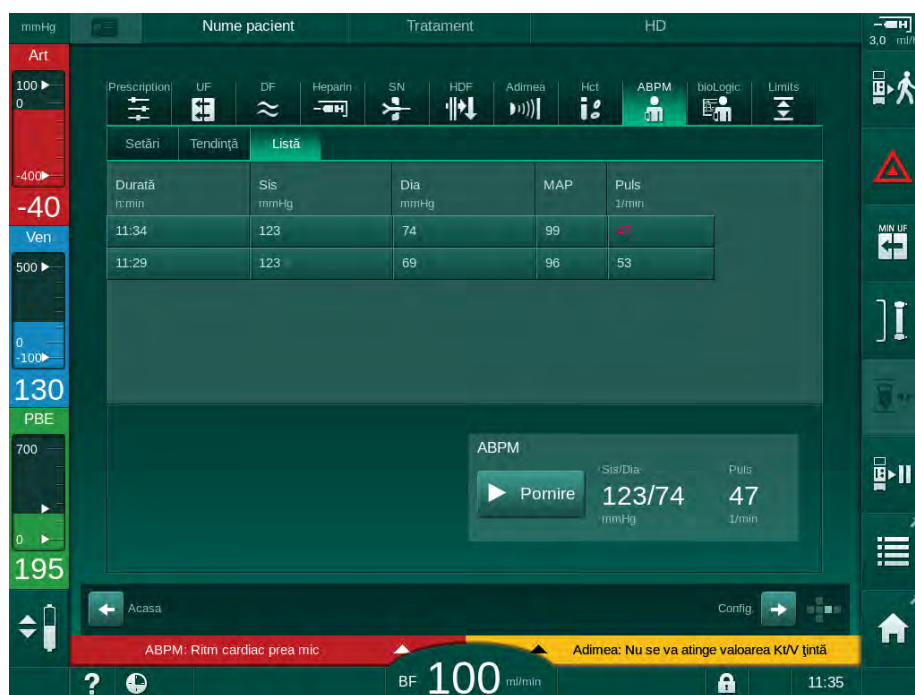 mmHg
Nume pacient
Tratament
HD
3,0 ml/h
Art
100
0
-400
-40
Ven
500
0
-100
130
PBE
700
0
195
Prescription
UF
DF
Heparin
SN
HDF
Adimea
Hct
ABPM
bioLogic
Limits
H
Setări
Tendinţă
Listă
Durată
Sis
Dia
MAP
Puls
h:min
mmHg
mmHg
1/min
11:34
123
74
99
47
11:29
123
69
96
53
ABPM
Pornire
Sis/Dia
Puls
123/74
47
mmHg
1/min
MIN UF
Acasa
Config.
ABPM: Ritm cardiac prea mic
Adimea: Nu se va atinge valoarea Kt/V ţintă
?
BF 100 ml/min
11:35